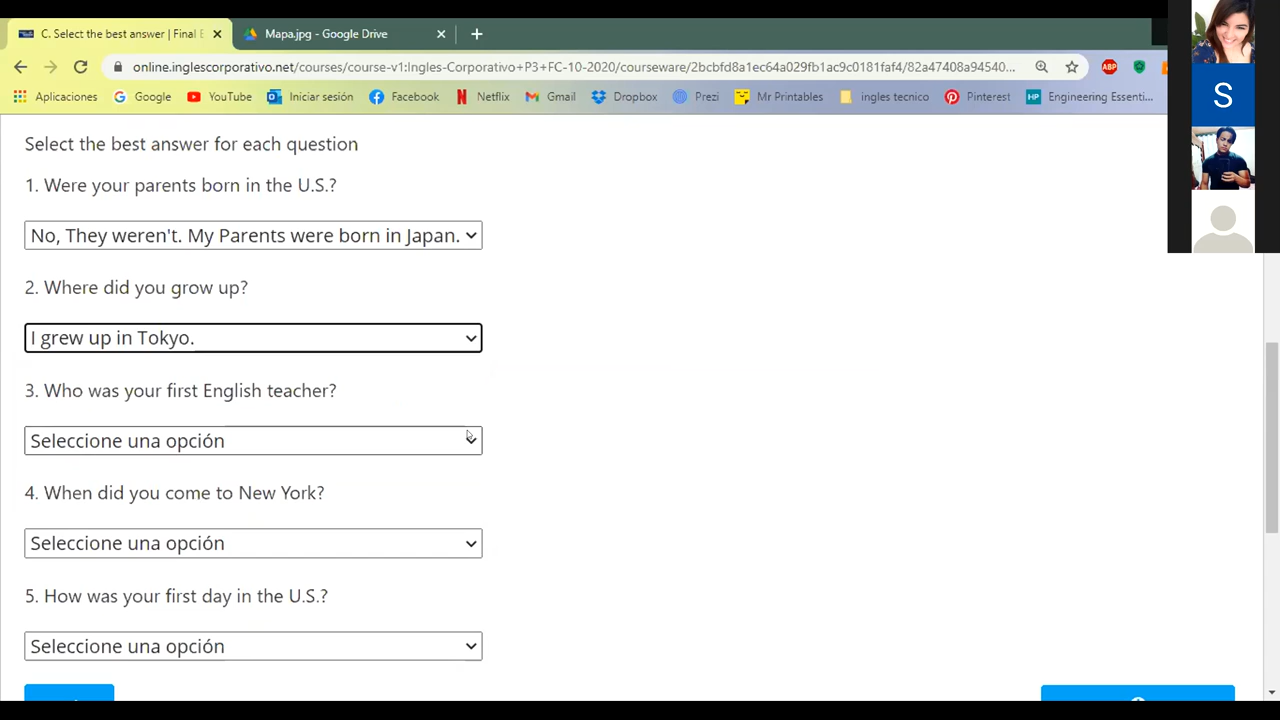 C. Select the best answer | Final E
Mapa.jpg - Google Drive
online.inglescorporativo.net/courses/course-v1:Ingles-Corporativo+P3+FC-10-2020/courseware/2bcbfd8a1ec64a029fb1ac9c0181faf4/82a47408a94540...
ABP
Aplicaciones Google YouTube Iniciar sesión Facebook Netflix Gmail Dropbox Prezi Mr Printables ingles tecnico Pinterest HP Engineering Essenti...
S
Select the best answer for each question
1. Were your parents born in the U.S.?
No, They weren't. My Parents were born in Japan.
2. Where did you grow up?
I grew up in Tokyo.
3. Who was your first English teacher?
Seleccione una opción
4. When did you come to New York?
Seleccione una opción
5. How was your first day in the U.S.?
Seleccione una opción